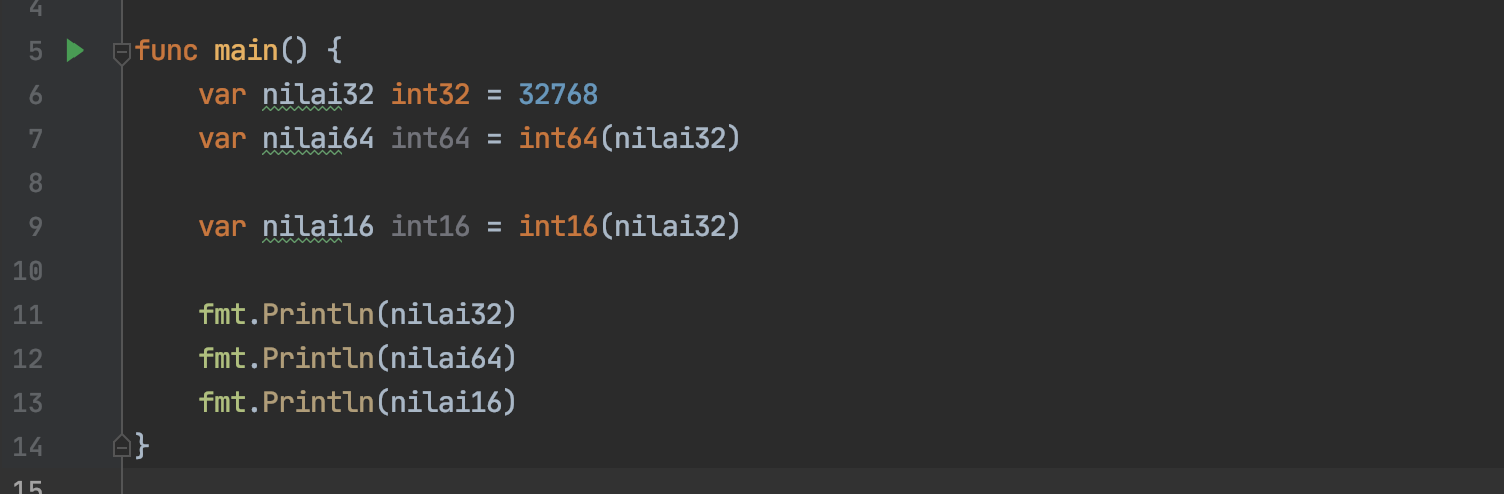 4
5 func main() {
6 var nilai32 int32 = 32768
7 var nilai64 int64 = int64(nilai32)
8
9 var nilai16 int16 = int16(nilai32)
10
11 fmt.Println(nilai32)
12 fmt.Println(nilai64)
13 fmt.Println(nilai16)
14 }
15